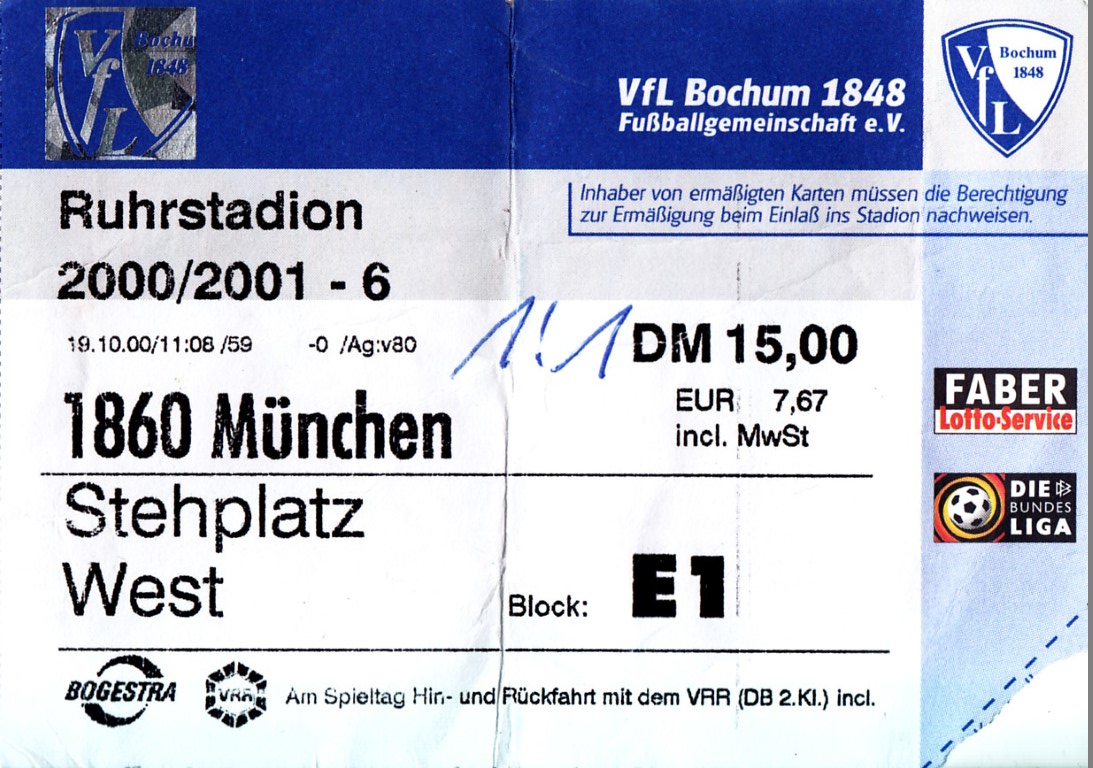 VfL Bochum 1848
VfL Bochum 1848
Fußballgemeinschaft e.V.
VfL Bochum 1848
Inhaber von ermäßigten Karten müssen die Berechtigung
zur Ermäßigung beim Einlaß ins Stadion nachweisen.
Ruhrstadion
2000/2001 - 6
19.10.00/11:08 /59 -0 /Ag:v80
1:1
DM 15,00
EUR 7,67
incl. MwSt
1860 München
FABER
Lotto-Service
Stehplatz
West
Block: E1
DIE
BUNDES
LIGA
BOGESTRA
VRR
Am Spieltag Hin- und Rückfahrt mit dem VRR (DB 2.Kl.) incl.